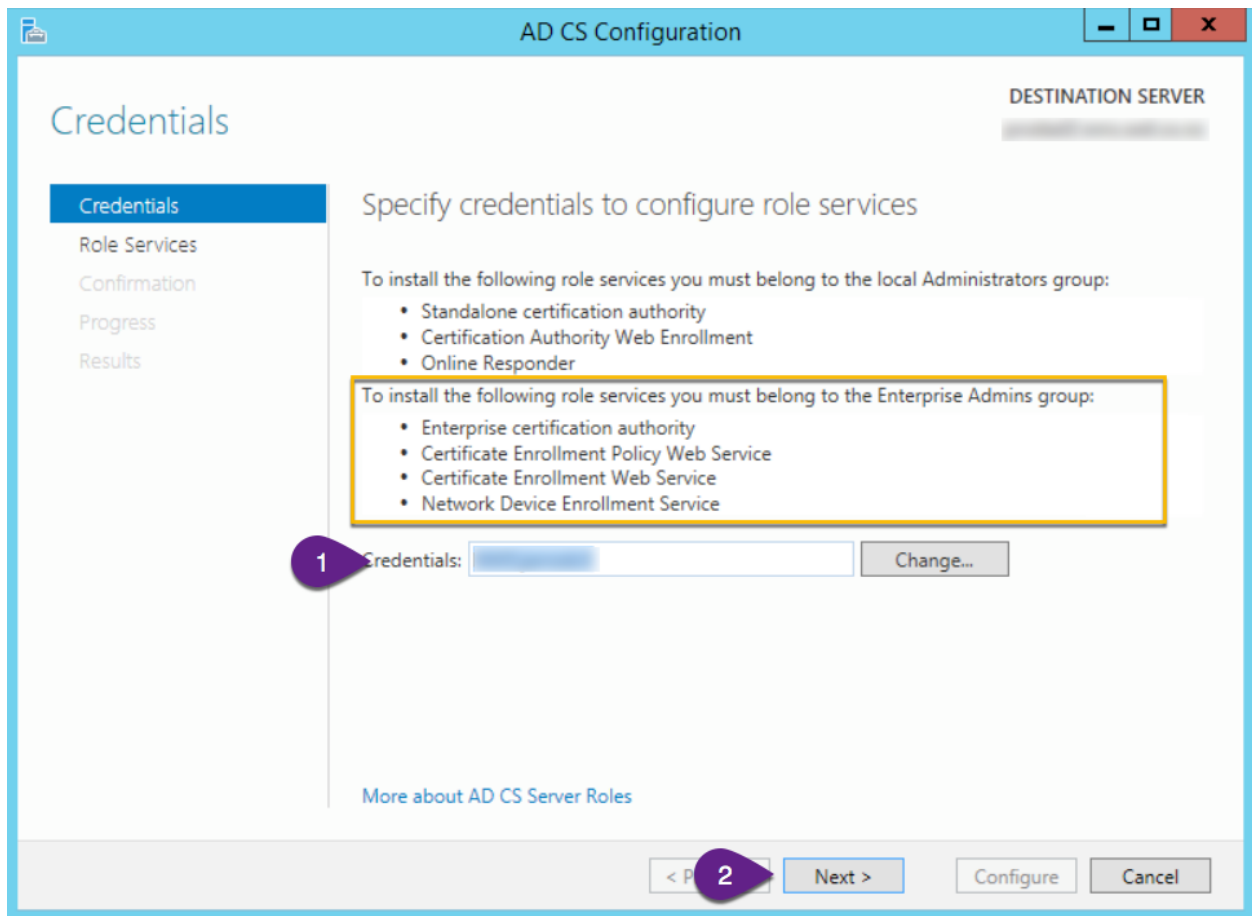 AD CS Configuration
DESTINATION SERVER
Credentials
Credentials
Role Services
Confirmation
Progress
Results
Specify credentials to configure role services
To install the following role services you must belong to the local Administrators group:
• Standalone certification authority
• Certification Authority Web Enrollment
• Online Responder
To install the following role services you must belong to the Enterprise Admins group:
• Enterprise certification authority
• Certificate Enrollment Policy Web Service
• Certificate Enrollment Web Service
• Network Device Enrollment Service
1 Credentials: Change...
More about AD CS Server Roles
< P 2 Next > Configure Cancel